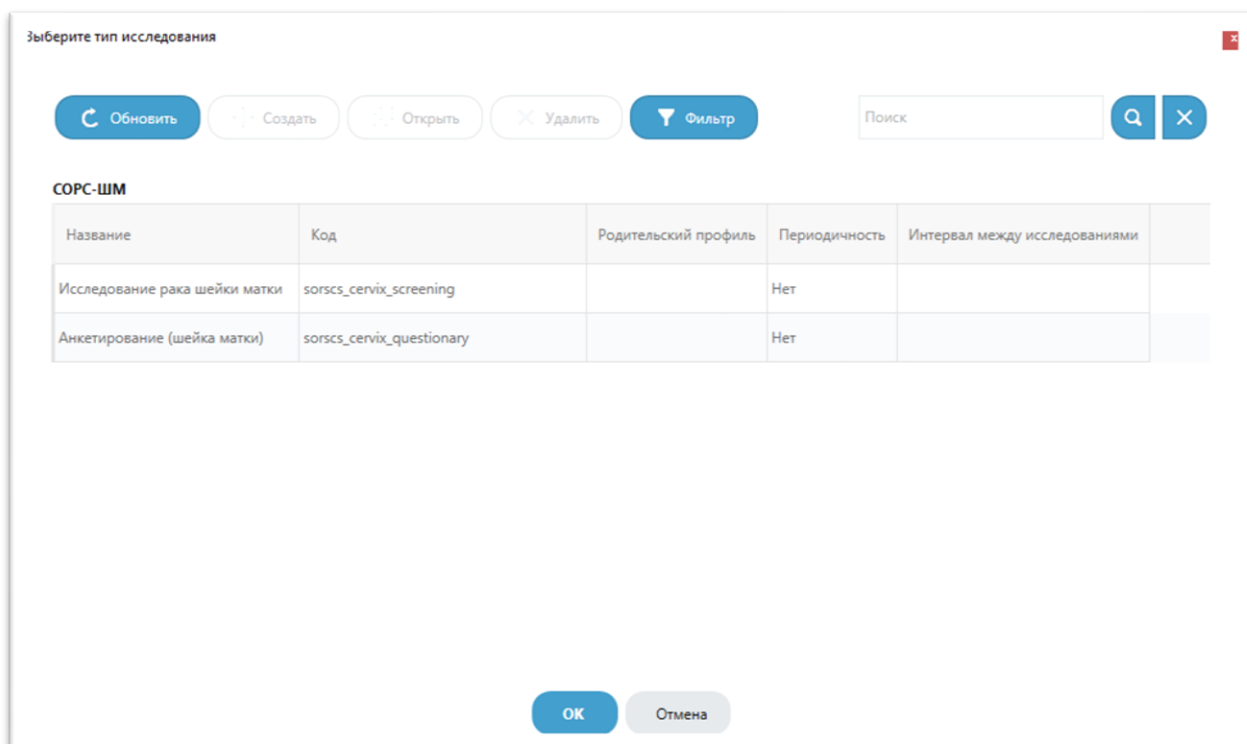 Выберите тип исследования
x
Обновить Создать Открыть Удалить Фильтр Поиск
СОРС-ШМ
Название Код Родительский профиль Периодичность Интервал между исследованиями
Исследование рака шейки матки sorscs_cervix_screening Нет
Анкетирование (шейка матки) sorscs_cervix_questionary Нет
ОК Отмена